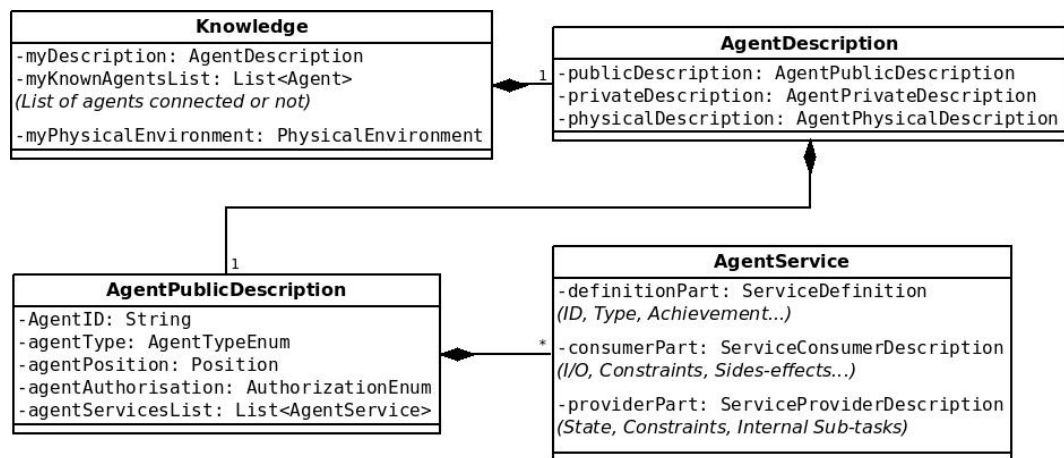 Knowledge
-myDescription: AgentDescription
-myKnownAgentsList: List<Agent>
(List of agents connected or not)
-myPhysicalEnvironment: PhysicalEnvironment
1
AgentDescription
-publicDescription: AgentPublicDescription
-privateDescription: AgentPrivateDescription
-physicalDescription: AgentPhysicalDescription
1
AgentPublicDescription
-AgentID: String
-agentType: AgentTypeEnum
-agentPosition: Position
-agentAuthorisation: AuthorizationEnum
-agentServicesList: List<AgentService>
*
AgentService
-definitionPart: ServiceDefinition
(ID, Type, Achievement...)
-consumerPart: ServiceConsumerDescription
(I/O, Constraints, Sides-effects...)
-providerPart: ServiceProviderDescription
(State, Constraints, Internal Sub-tasks)